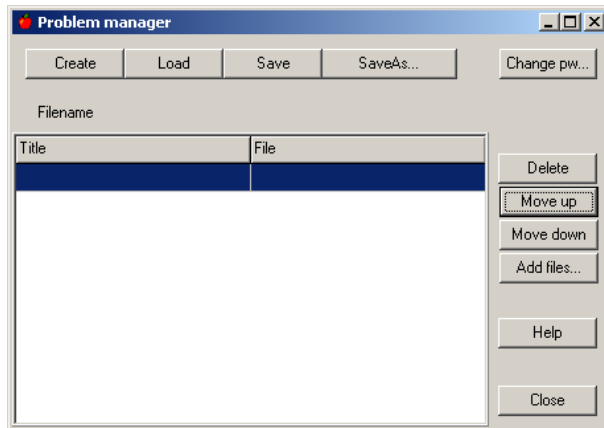 Problem manager
Create Load Save SaveAs... Change pw...
Filename
Title File
Delete
Move up
Move down
Add files...
Help
Close